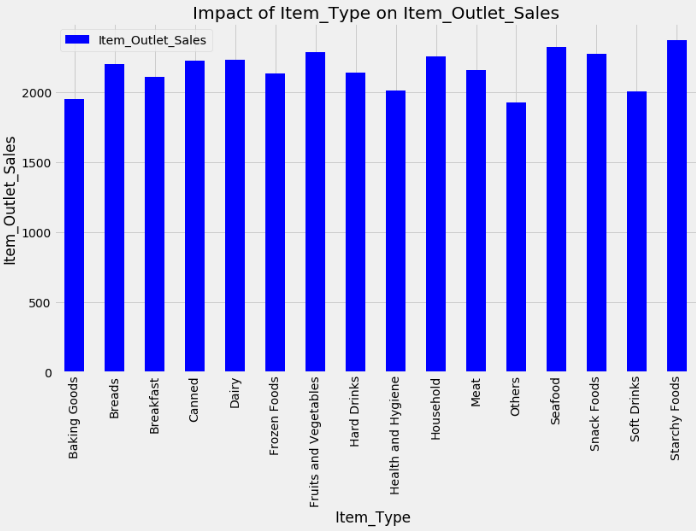 Impact of Item_Type on Item_Outlet_Sales
Item_Outlet_Sales
Item_Outlet_Sales
2000
1500
1000
500
0
Baking Goods
Breads
Breakfast
Canned
Dairy
Frozen Foods
Fruits and Vegetables
Hard Drinks
Health and Hygiene
Household
Meat
Others
Seafood
Snack Foods
Soft Drinks
Starchy Foods
Item_Type